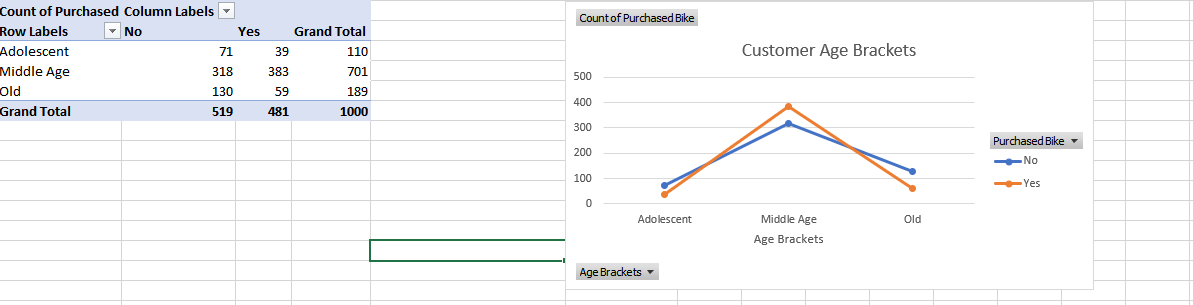 Count of Purchased Column Labels
Row Labels No Yes Grand Total
Adolescent 71 39 110
Middle Age 318 383 701
Old 130 59 189
Grand Total 519 481 1000
Count of Purchased Bike
Customer Age Brackets
500
400
300
200
100
0
Adolescent Middle Age Old
Age Brackets
Purchased Bike
No
Yes
Age Brackets